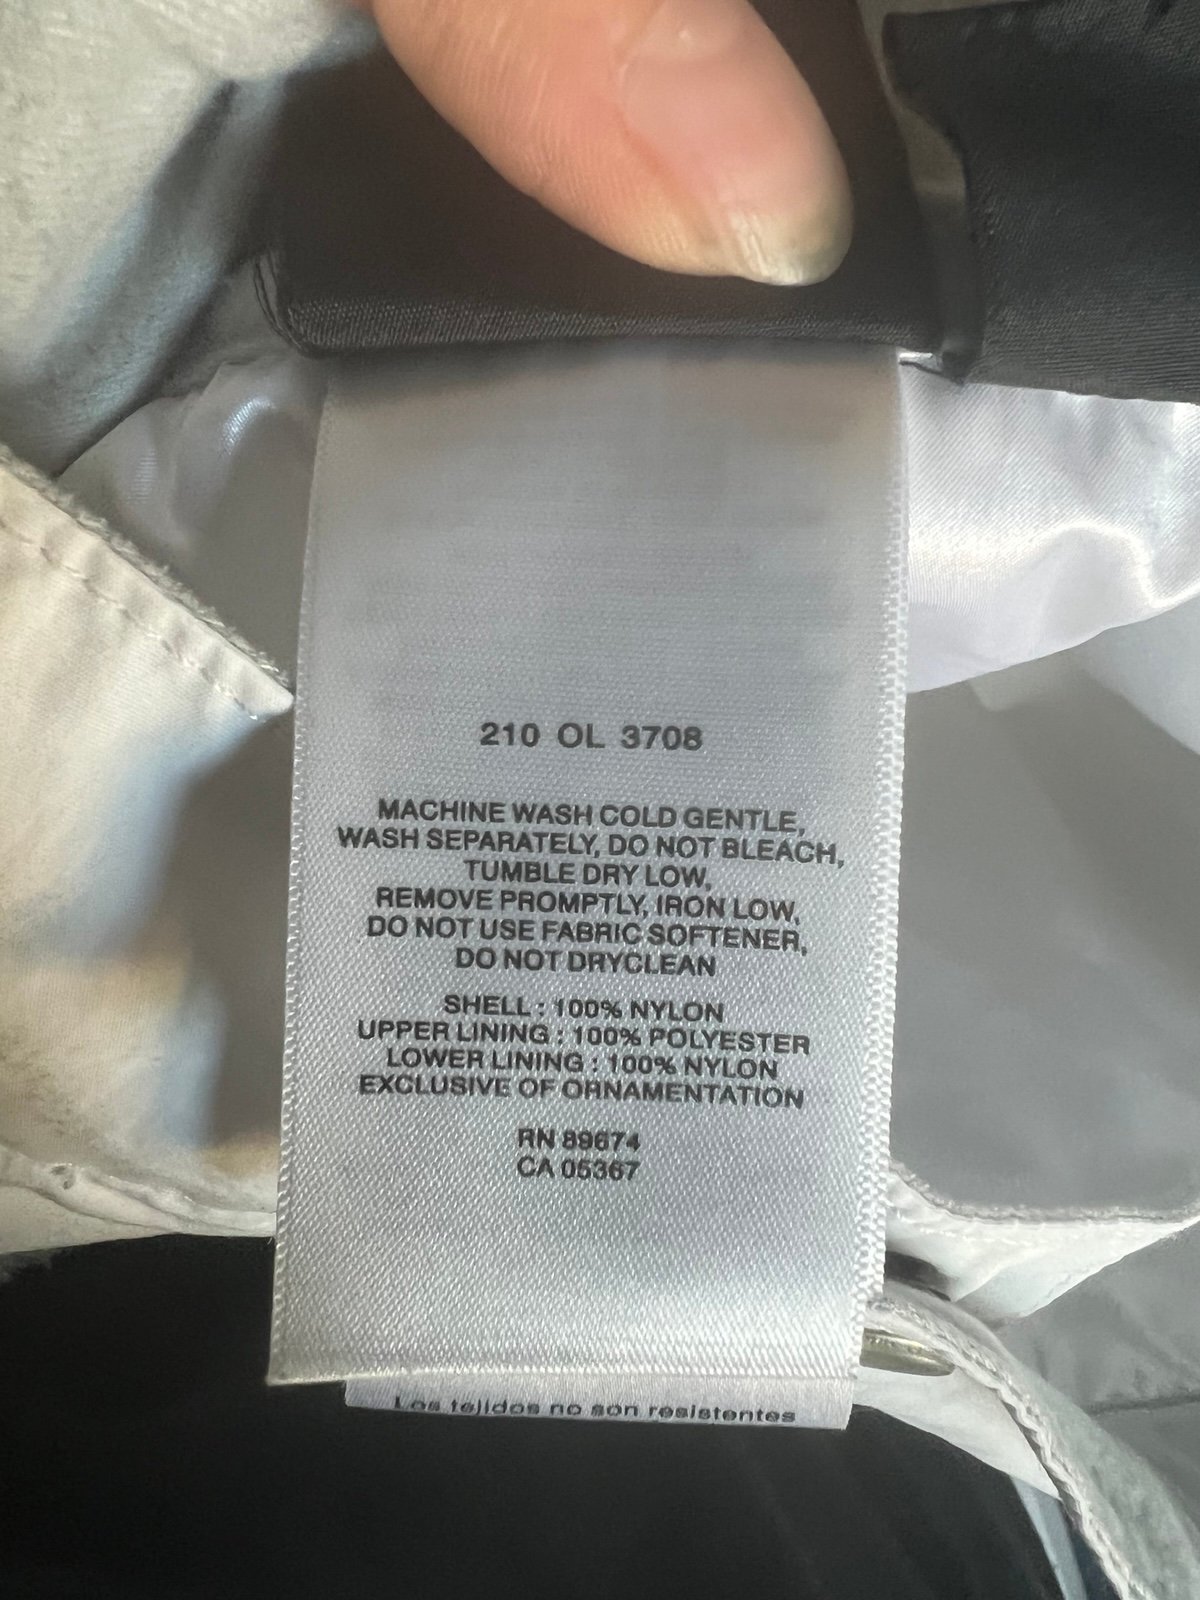 210 OL 3708
MACHINE WASH COLD GENTLE,
WASH SEPARATELY, DO NOT BLEACH,
TUMBLE DRY LOW,
REMOVE PROMPTLY, IRON LOW,
DO NOT USE FABRIC SOFTENER,
DO NOT DRYCLEAN
SHELL : 100% NYLON
UPPER LINING : 100% POLYESTER
LOWER LINING : 100% NYLON
EXCLUSIVE OF ORNAMENTATION
RN 89674
CA 05367
Los tejidos no son resistentes